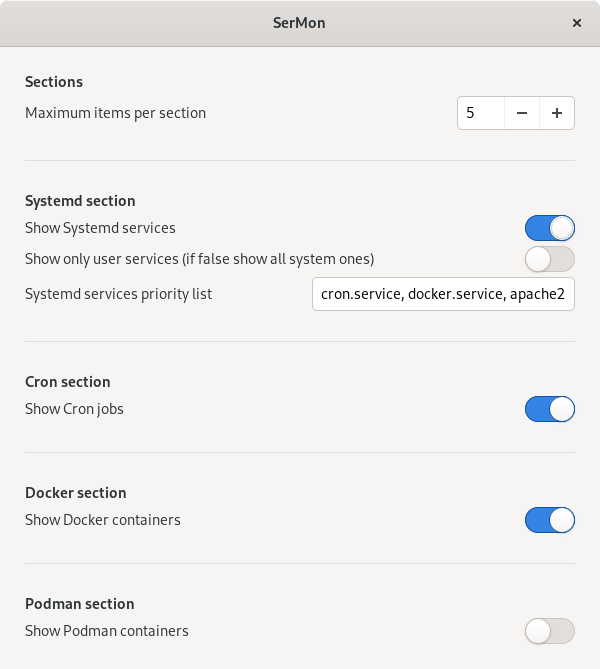 SerMon
Sections
Maximum items per section
5
Systemd section
Show Systemd services
Show only user services (if false show all system ones)
Systemd services priority list
cron.service, docker.service, apache2
Cron section
Show Cron jobs
Docker section
Show Docker containers
Podman section
Show Podman containers